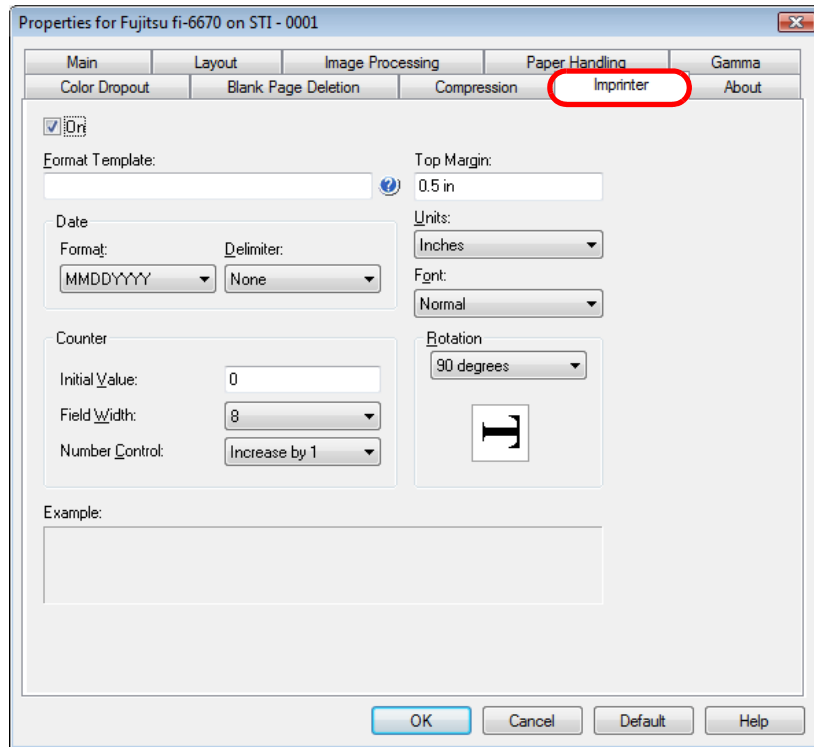 Properties for Fujitsu fi-6670 on STI - 0001
Main Layout Image Processing Paper Handling Gamma
Color Dropout Blank Page Deletion Compression Imprinter About
On
Format Template:
Top Margin:
0.5 in
Date
Format:
Delimiter:
MMDDYYYY
None
Units:
Inches
Font:
Normal
Counter
Initial Value:
0
Field Width:
8
Number Control:
Increase by 1
Rotation
90 degrees
I
Example:
OK Cancel Default Help